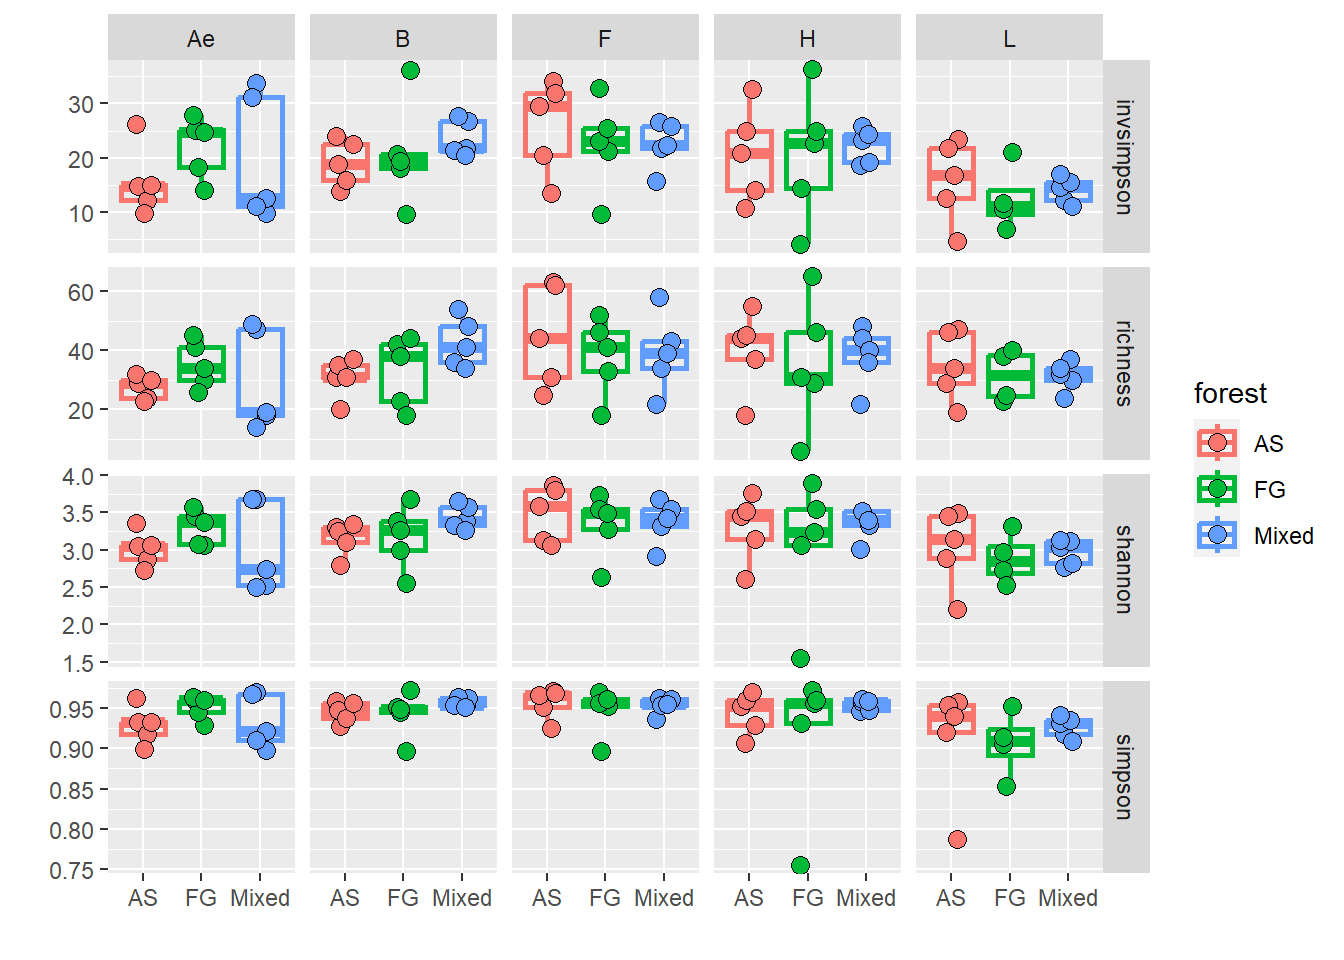 Ae B F H L
30
20
10
invsimpson
60
40
20
richness
forest
AS
FG
Mixed
4.0
3.5
3.0
2.5
2.0
1.5
shannon
0.95
0.90
0.85
0.80
0.75
simpson
AS FG Mixed AS FG Mixed AS FG Mixed AS FG Mixed AS FG Mixed